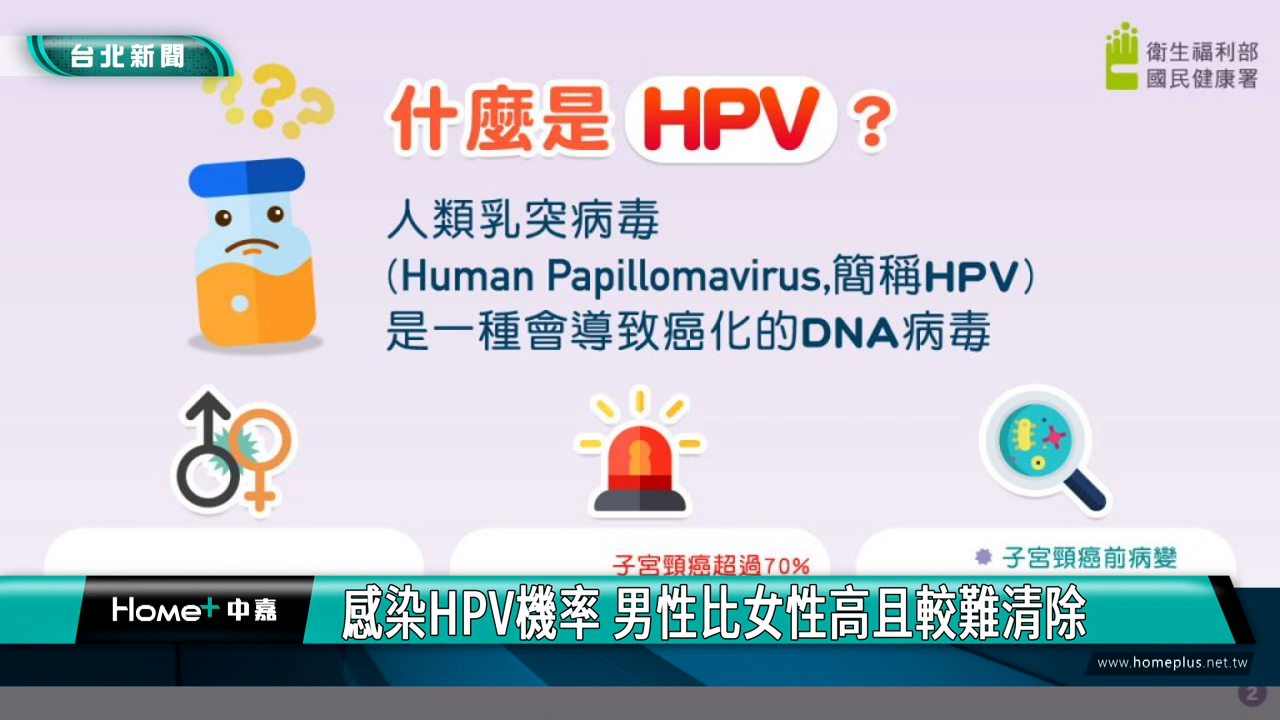 台北新聞
衛生福利部
國民健康署
什麼是 HPV ?
人類乳突病毒
(Human Papillomavirus,簡稱HPV)
是一種會導致癌化的DNA病毒
子宮頸癌超過70%
子宮頸癌前病變
Home+ 中嘉
感染HPV機率 男性比女性高且較難清除
www.homeplus.net.tw
2